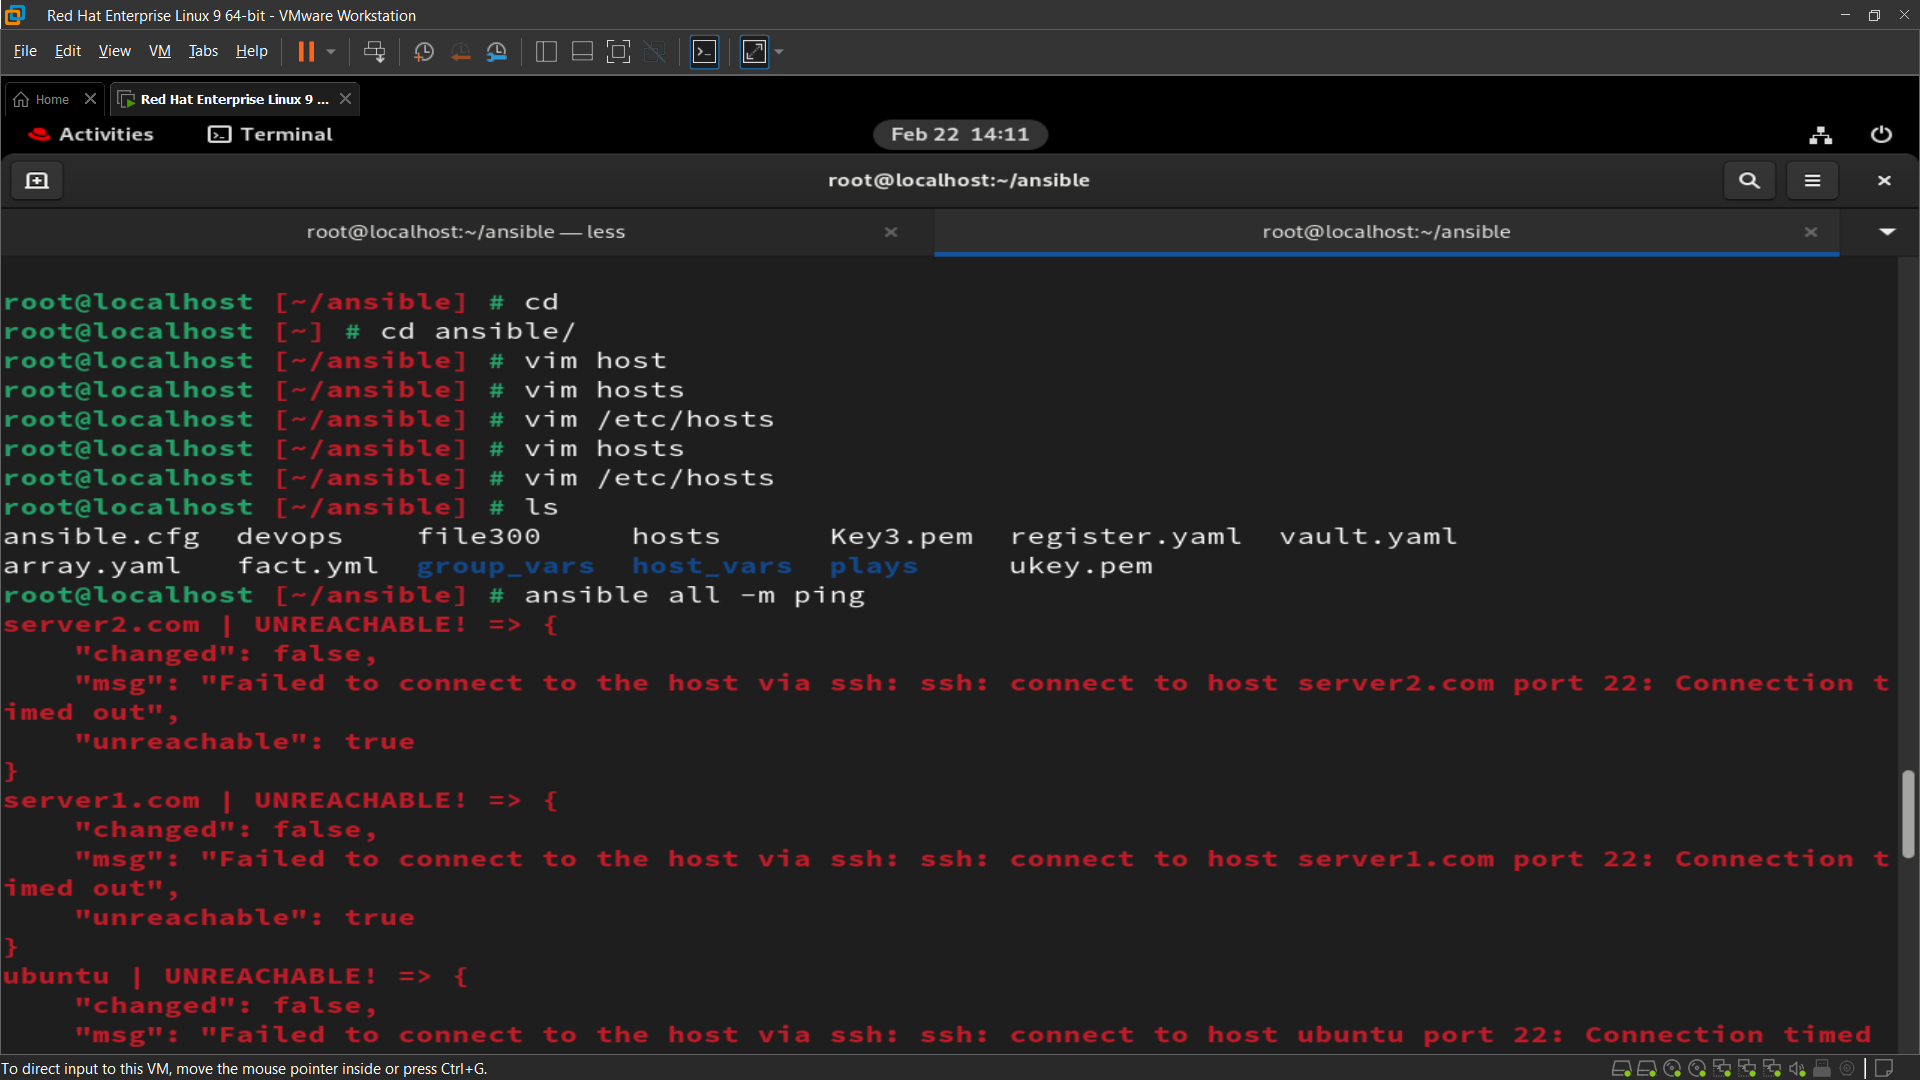 Red Hat Enterprise Linux 9 64-bit - VMware Workstation
File Edit View VM Tabs Help
Home
Red Hat Enterprise Linux 9 ...
Activities Terminal Feb 22 14:11
root@localhost:~/ansible
root@localhost:~/ansible — less
root@localhost:~/ansible
root@localhost [~/ansible] # cd
root@localhost [~] # cd ansible/
root@localhost [~/ansible] # vim host
root@localhost [~/ansible] # vim hosts
root@localhost [~/ansible] # vim /etc/hosts
root@localhost [~/ansible] # vim hosts
root@localhost [~/ansible] # vim /etc/hosts
root@localhost [~/ansible] # ls
ansible.cfg devops file300 hosts Key3.pem register.yaml vault.yaml
array.yaml fact.yml group_vars host_vars plays ukey.pem
root@localhost [~/ansible] # ansible all -m ping
server2.com | UNREACHABLE! => {
"changed": false,
"msg": "Failed to connect to the host via ssh: ssh: connect to host server2.com port 22: Connection t
imed out",
"unreachable": true
}
server1.com | UNREACHABLE! => {
"changed": false,
"msg": "Failed to connect to the host via ssh: ssh: connect to host server1.com port 22: Connection t
imed out",
"unreachable": true
}
ubuntu | UNREACHABLE! => {
"changed": false,
"msg": "Failed to connect to the host via ssh: ssh: connect to host ubuntu port 22: Connection timed
To direct input to this VM, move the mouse pointer inside or press Ctrl+G.